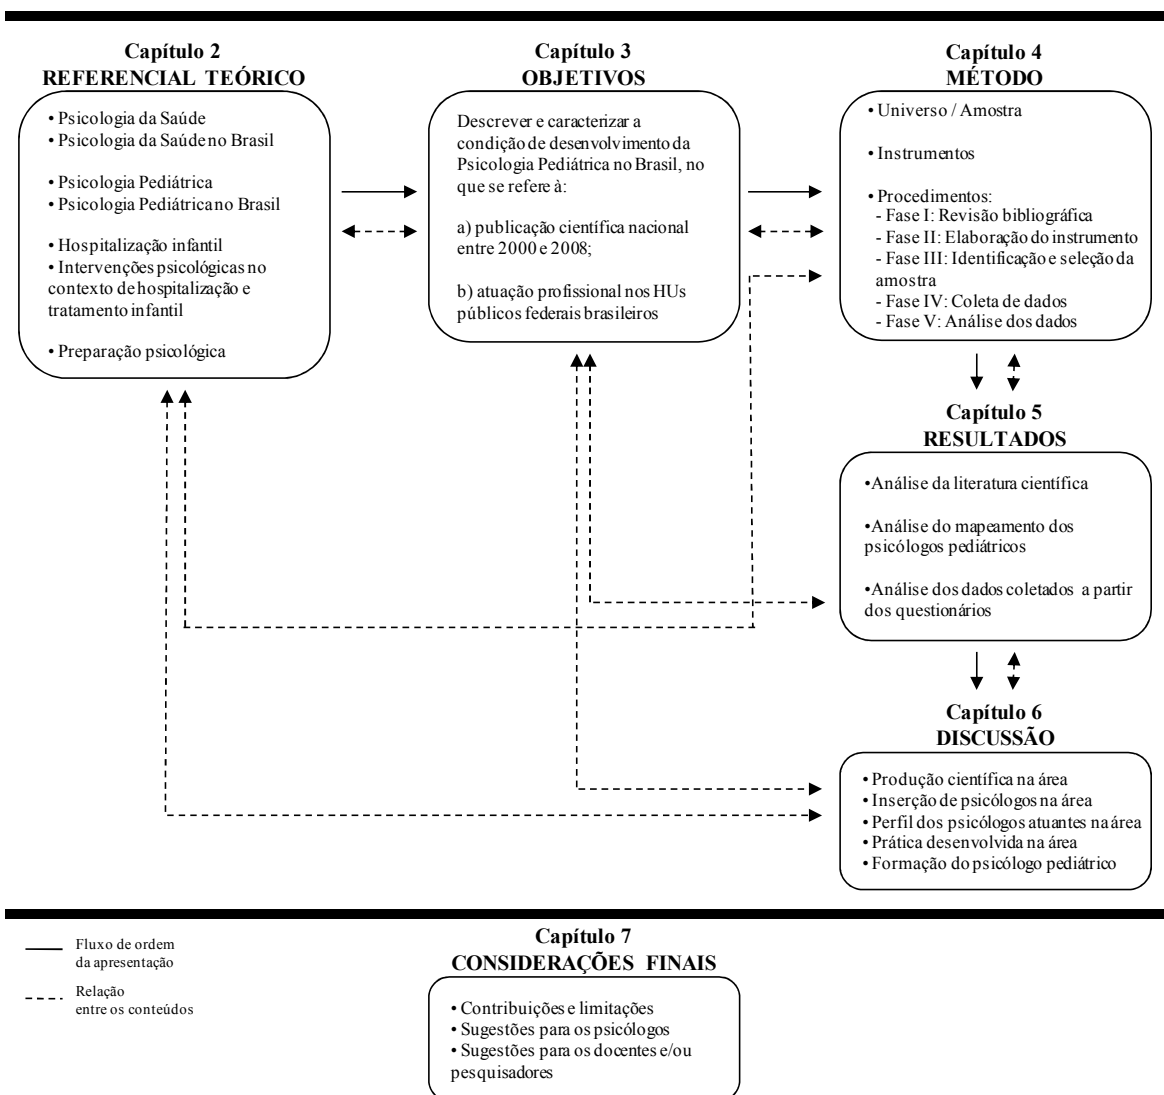 Capítulo 2
REFERENCIAL TEÓRICO
• Psicologia da Saúde
• Psicologia da Saúde no Brasil
• Psicologia Pediátrica
• Psicologia Pediátrica no Brasil
• Hospitalização infantil
• Intervenções psicológicas no
contexto de hospitalização e
tratamento infantil
• Preparação psicológica
Capítulo 3
OBJETIVOS
Descrever e caracterizar a
condição de desenvolvimento da
Psicologia Pediátrica no Brasil, no
que se refere à:
a) publicação científica nacional
entre 2000 e 2008;
b) atuação profissional nos HUs
públicos federais brasileiros
Capítulo 4
MÉTODO
• Universo / Amostra
• Instrumentos
• Procedimentos:
- Fase I: Revisão bibliográfica
- Fase II: Elaboração do instrumento
- Fase III: Identificação e seleção da
amostra
- Fase IV: Coleta de dados
- Fase V: Análise dos dados
Capítulo 5
RESULTADOS
•Análise da literatura científica
•Análise do mapeamento dos
psicólogos pediátricos
•Análise dos dados coletados a partir
dos questionários
Capítulo 6
DISCUSSÃO
• Produção científica na área
• Inserção de psicólogos na área
• Perfil dos psicólogos atuantes na área
• Prática desenvolvida na área
• Formação do psicólogo pediátrico
Fluxo de ordem
da apresentação
Relação
entre os conteúdos
Capítulo 7
CONSIDERAÇÕES FINAIS
• Contribuições e limitações
• Sugestões para os psicólogos
• Sugestões para os docentes e/ou
pesquisadores